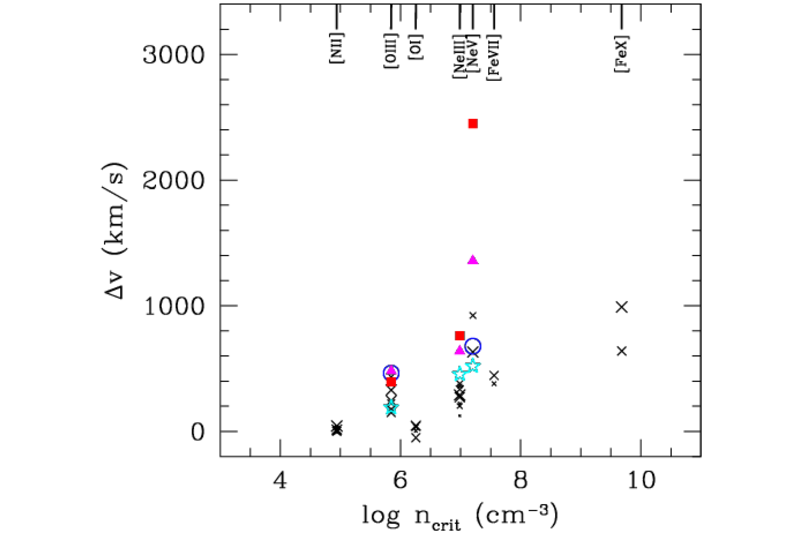 [NII] [OIII] [OI] [NeIII] [NeV] [FeVII] [FeX]
3000
2000
1000
0
Δv (km/s)
4 6 8 10
log n_crit (cm⁻³)